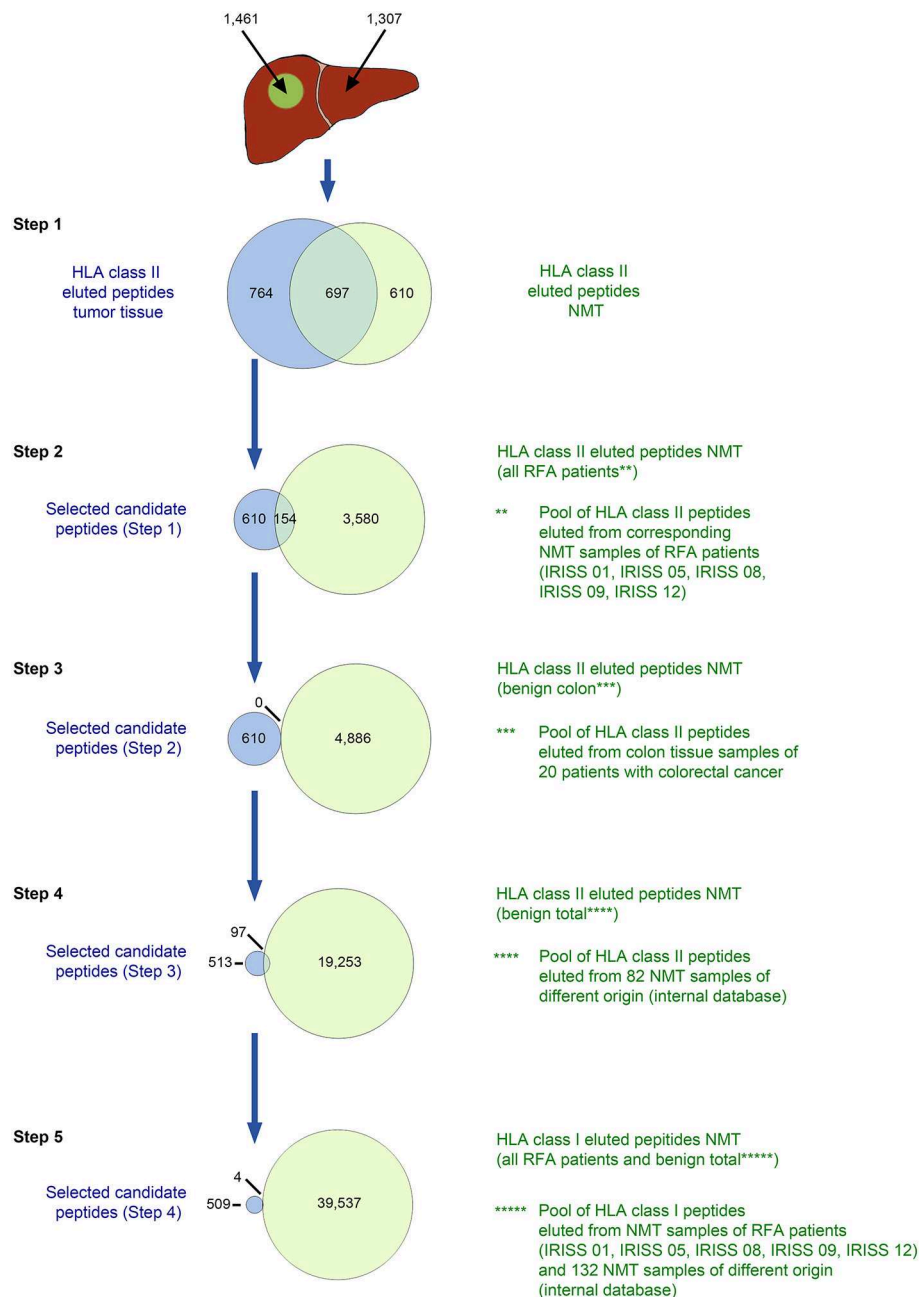 1,461
1,307
Step 1
HLA class II
eluted peptides
tumor tissue
764
697
610
HLA class II
eluted peptides
NMT
Step 2
Selected candidate
peptides (Step 1)
610
154
3,580
HLA class II eluted peptides NMT
(all RFA patients**)
** Pool of HLA class II peptides
eluted from corresponding
NMT samples of RFA patients
(IRISS 01, IRISS 05, IRISS 08,
IRISS 09, IRISS 12)
Step 3
Selected candidate
peptides (Step 2)
0
610
4,886
HLA class II eluted peptides NMT
(benign colon***)
*** Pool of HLA class II peptides
eluted from colon tissue samples of
20 patients with colorectal cancer
Step 4
Selected candidate
peptides (Step 3)
97
513
19,253
HLA class II eluted peptides NMT
(benign total****)
**** Pool of HLA class II peptides
eluted from 82 NMT samples of
different origin (internal database)
Step 5
Selected candidate
peptides (Step 4)
4
509
39,537
HLA class I eluted pepitides NMT
(all RFA patients and benign total*****)
***** Pool of HLA class I peptides
eluted from NMT samples of RFA patients
(IRISS 01, IRISS 05, IRISS 08, IRISS 09, IRISS 12)
and 132 NMT samples of different origin
(internal database)